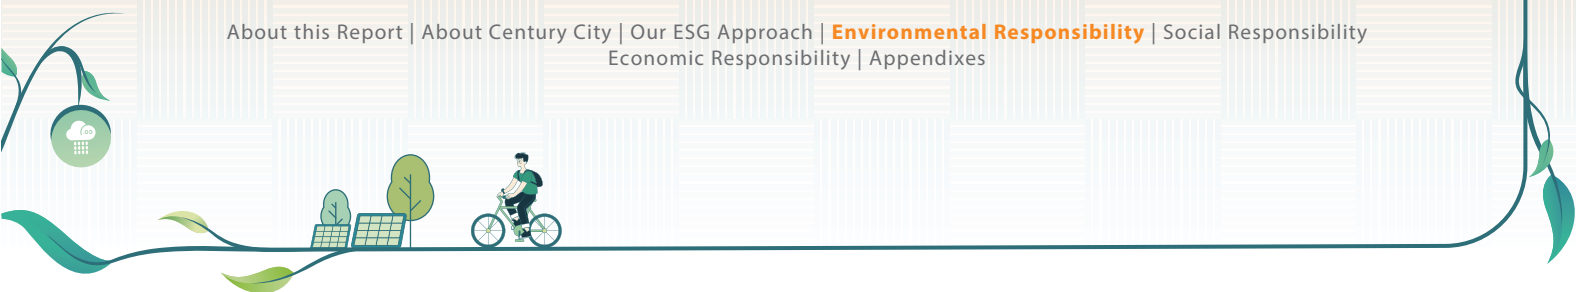 About this Report | About Century City | Our ESG Approach | Environmental Responsibility | Social Responsibility
Economic Responsibility | Appendixes